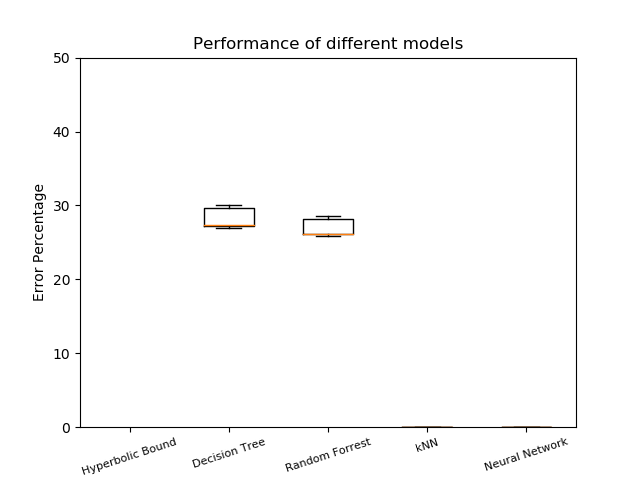 Performance of different models
Error Percentage
50
40
30
20
10
0
Hyperbolic Bound
Decision Tree
Random Forrest
kNN
Neural Network